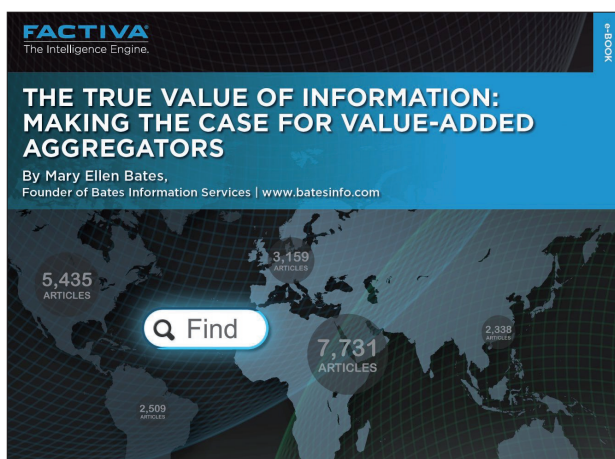 FACTIVA®
The Intelligence Engine.
e-BOOK
THE TRUE VALUE OF INFORMATION:
MAKING THE CASE FOR VALUE-ADDED
AGGREGATORS
By Mary Ellen Bates,
Founder of Bates Information Services | www.batesinfo.com
5,435
ARTICLES
3,159
ARTICLES
Find
7,731
ARTICLES
2,338
ARTICLES
2,509
ARTICLES